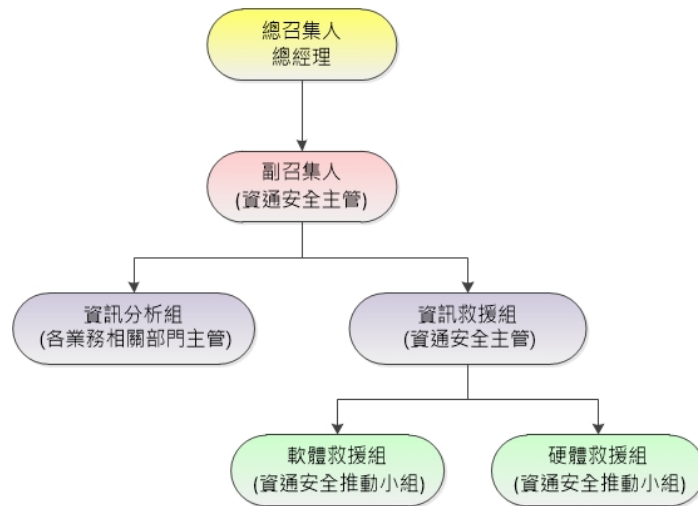 總召集人
總經理
副召集人
(資通安全主管)
資訊分析組
(各業務相關部門主管)
資訊救援組
(資通安全主管)
軟體救援組
(資通安全推動小組)
硬體救援組
(資通安全推動小組)